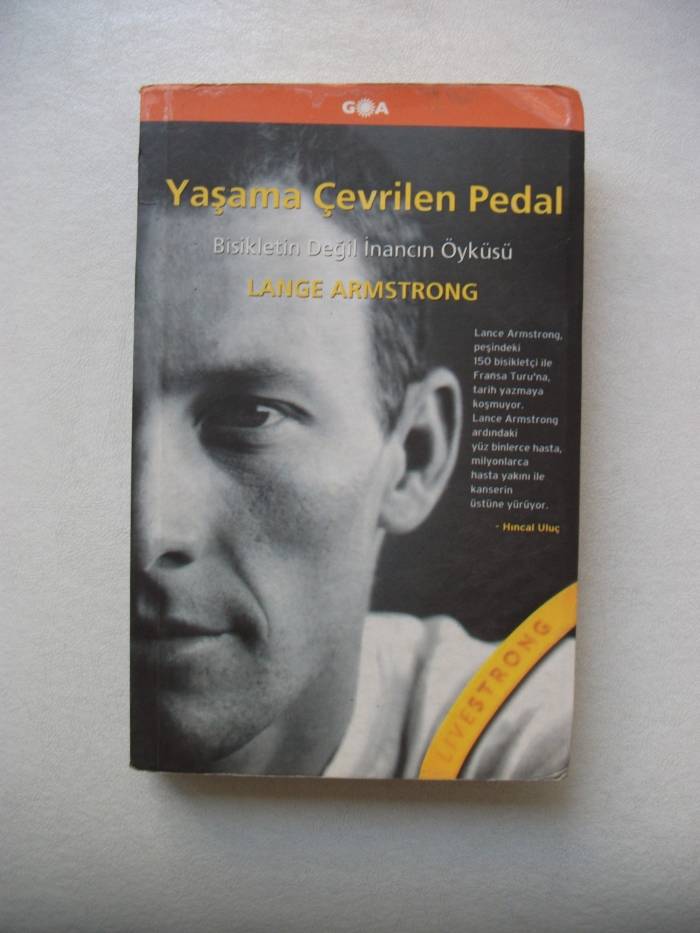 GOA
Yaşama Çevrilen Pedal
Bisikletin Değil İnancın Öyküsü
LANGE ARMSTRONG
Lance Armstrong,
peşindeki
150 bisikletçi ile
Fransa Turu'na,
tarih yazmaya
koşmuyor.
Lance Armstrong
ardındaki
yüz binlerce hasta,
milyonlarca
hasta yakını ile
kanserin
üstüne yürüyor.
- Hıncal Uluç
LIVESTRONG